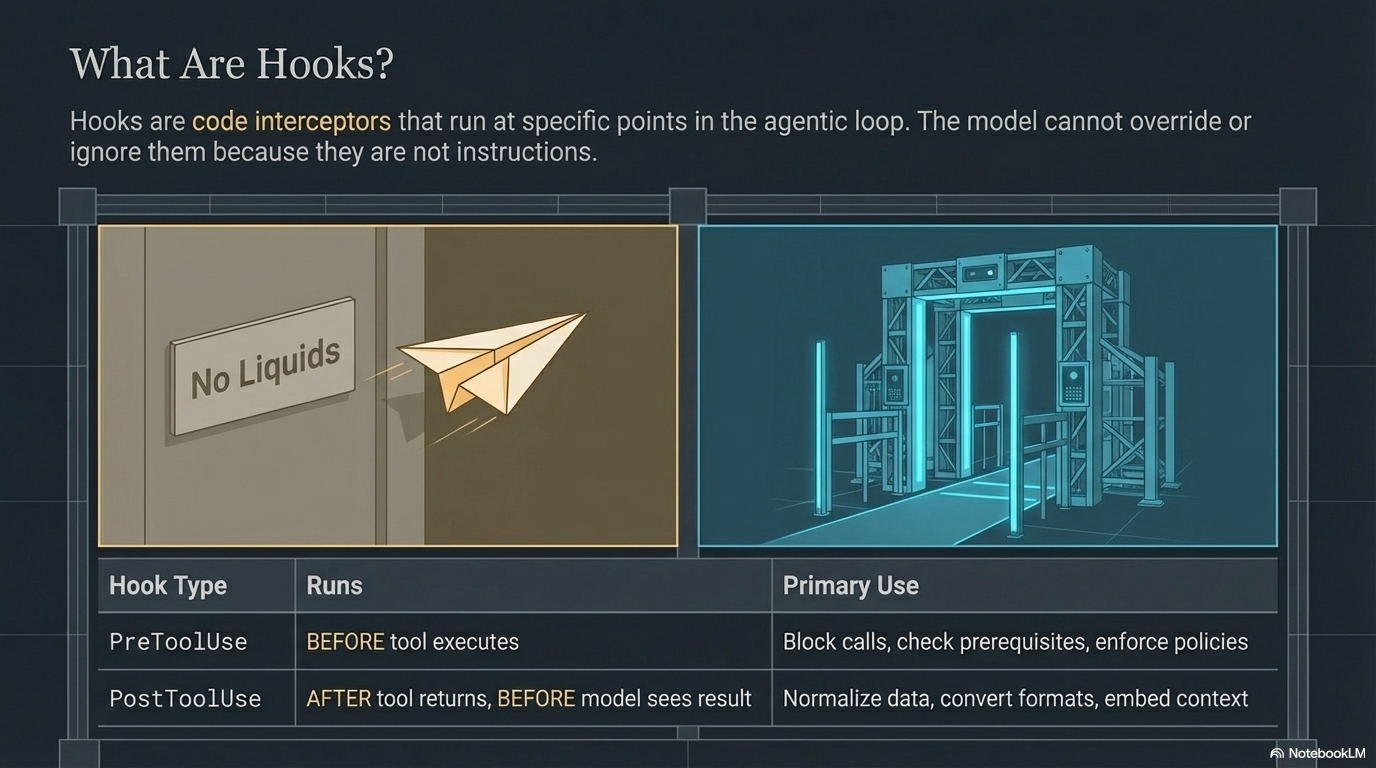 What Are Hooks?
Hooks are code interceptors that run at specific points in the agentic loop. The model cannot override or
ignore them because they are not instructions.
No Liquids
Hook Type Runs Primary Use
PreToolUse BEFORE tool executes Block calls, check prerequisites, enforce policies
PostToolUse AFTER tool returns, BEFORE model sees result Normalize data, convert formats, embed context
NotebookLM